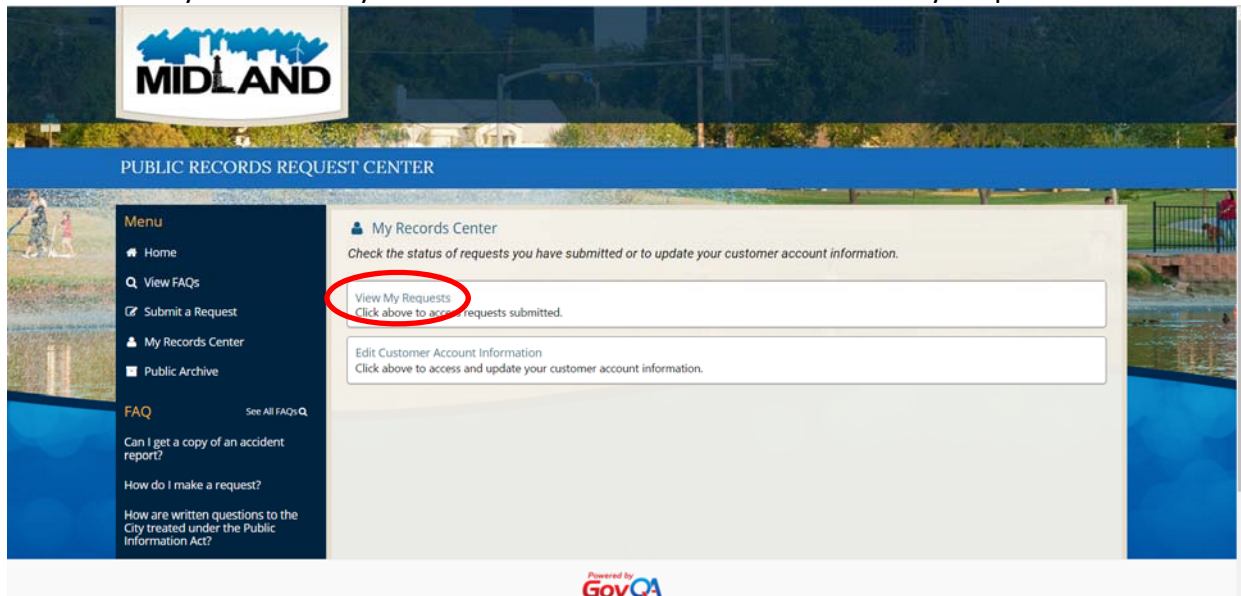 MIDLAND
PUBLIC RECORDS REQUEST CENTER
Menu
Home
View FAQs
Submit a Request
My Records Center
Public Archive
FAQ See All FAQs
Can I get a copy of an accident
report?
How do I make a request?
How are written questions to the
City treated under the Public
Information Act?
My Records Center
Check the status of requests you have submitted or to update your customer account information.
View My Requests
Click above to access requests submitted.
Edit Customer Account Information
Click above to access and update your customer account information.
Powered by
GovQA